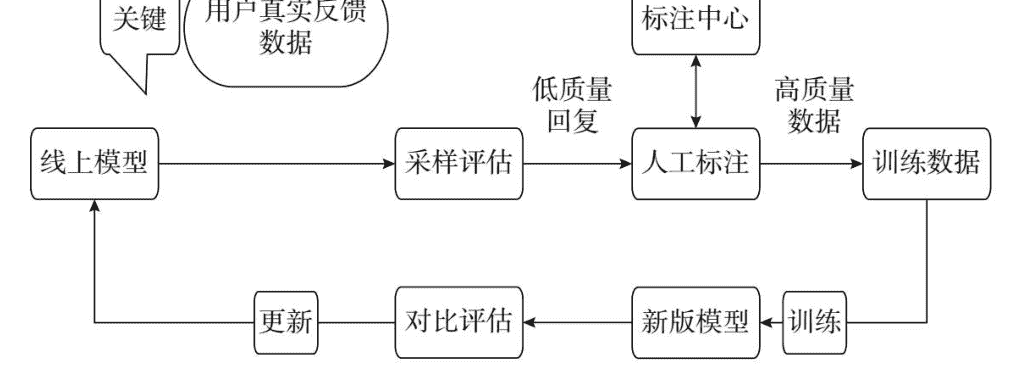 关键
用户真实反馈
数据
标注中心
低质量
回复
高质量
数据
线上模型
采样评估
人工标注
训练数据
更新
对比评估
新版模型
训练